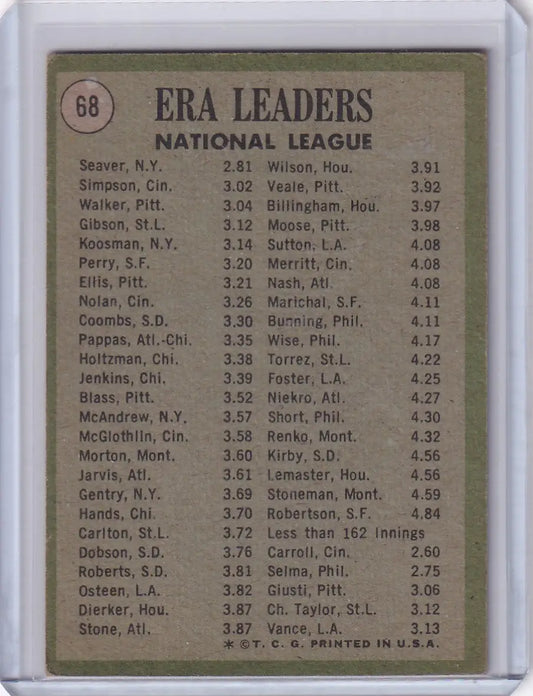 68
ERA LEADERS
NATIONAL LEAGUE
Seaver, N.Y. 2.81
Simpson, Cin. 3.02
Walker, Pitt. 3.04
Gibson, St.L. 3.12
Koosman, N.Y. 3.14
Perry, S.F. 3.20
Ellis, Pitt. 3.21
Nolan, Cin. 3.26
Coombs, S.D. 3.30
Pappas, Atl.-Chi. 3.35
Holtzman, Chi. 3.38
Jenkins, Chi. 3.39
Blass, Pitt. 3.52
McAndrew, N.Y. 3.57
McGlothlin, Cin. 3.58
Morton, Mont. 3.60
Jarvis, Atl. 3.61
Gentry, N.Y. 3.69
Hands, Chi. 3.70
Carlton, St.L. 3.72
Dobson, S.D. 3.76
Roberts, S.D. 3.81
Osteen, L.A. 3.82
Dierker, Hou. 3.87
Stone, Atl. 3.87
Wilson, Hou. 3.91
Veale, Pitt. 3.92
Billingham, Hou. 3.97
Moose, Pitt. 3.98
Sutton, L.A. 4.08
Merritt, Cin. 4.08
Nash, Atl. 4.08
Marichal, S.F. 4.11
Bunning, Phil. 4.11
Wise, Phil. 4.17
Torrez, St.L. 4.22
Foster, L.A. 4.25
Niekro, Atl. 4.27
Short, Phil. 4.30
Renko, Mont. 4.32
Kirby, S.D. 4.56
Lemaster, Hou. 4.56
Stoneman, Mont. 4.59
Robertson, S.F. 4.84
Less than 162 Innings
Carroll, Cin. 2.60
Selma, Phil. 2.75
Giusti, Pitt. 3.06
Ch. Taylor, St.L. 3.12
Vance, L.A. 3.13
* © T. C. G. PRINTED IN U.S.A.